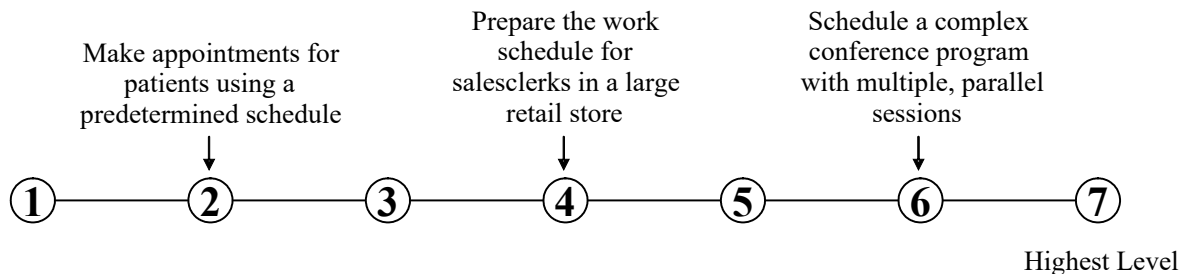 Make appointments for
patients using a
predetermined schedule
Prepare the work
schedule for
salesclerks in a large
retail store
Schedule a complex
conference program
with multiple, parallel
sessions
1 2 3 4 5 6 7
Highest Level